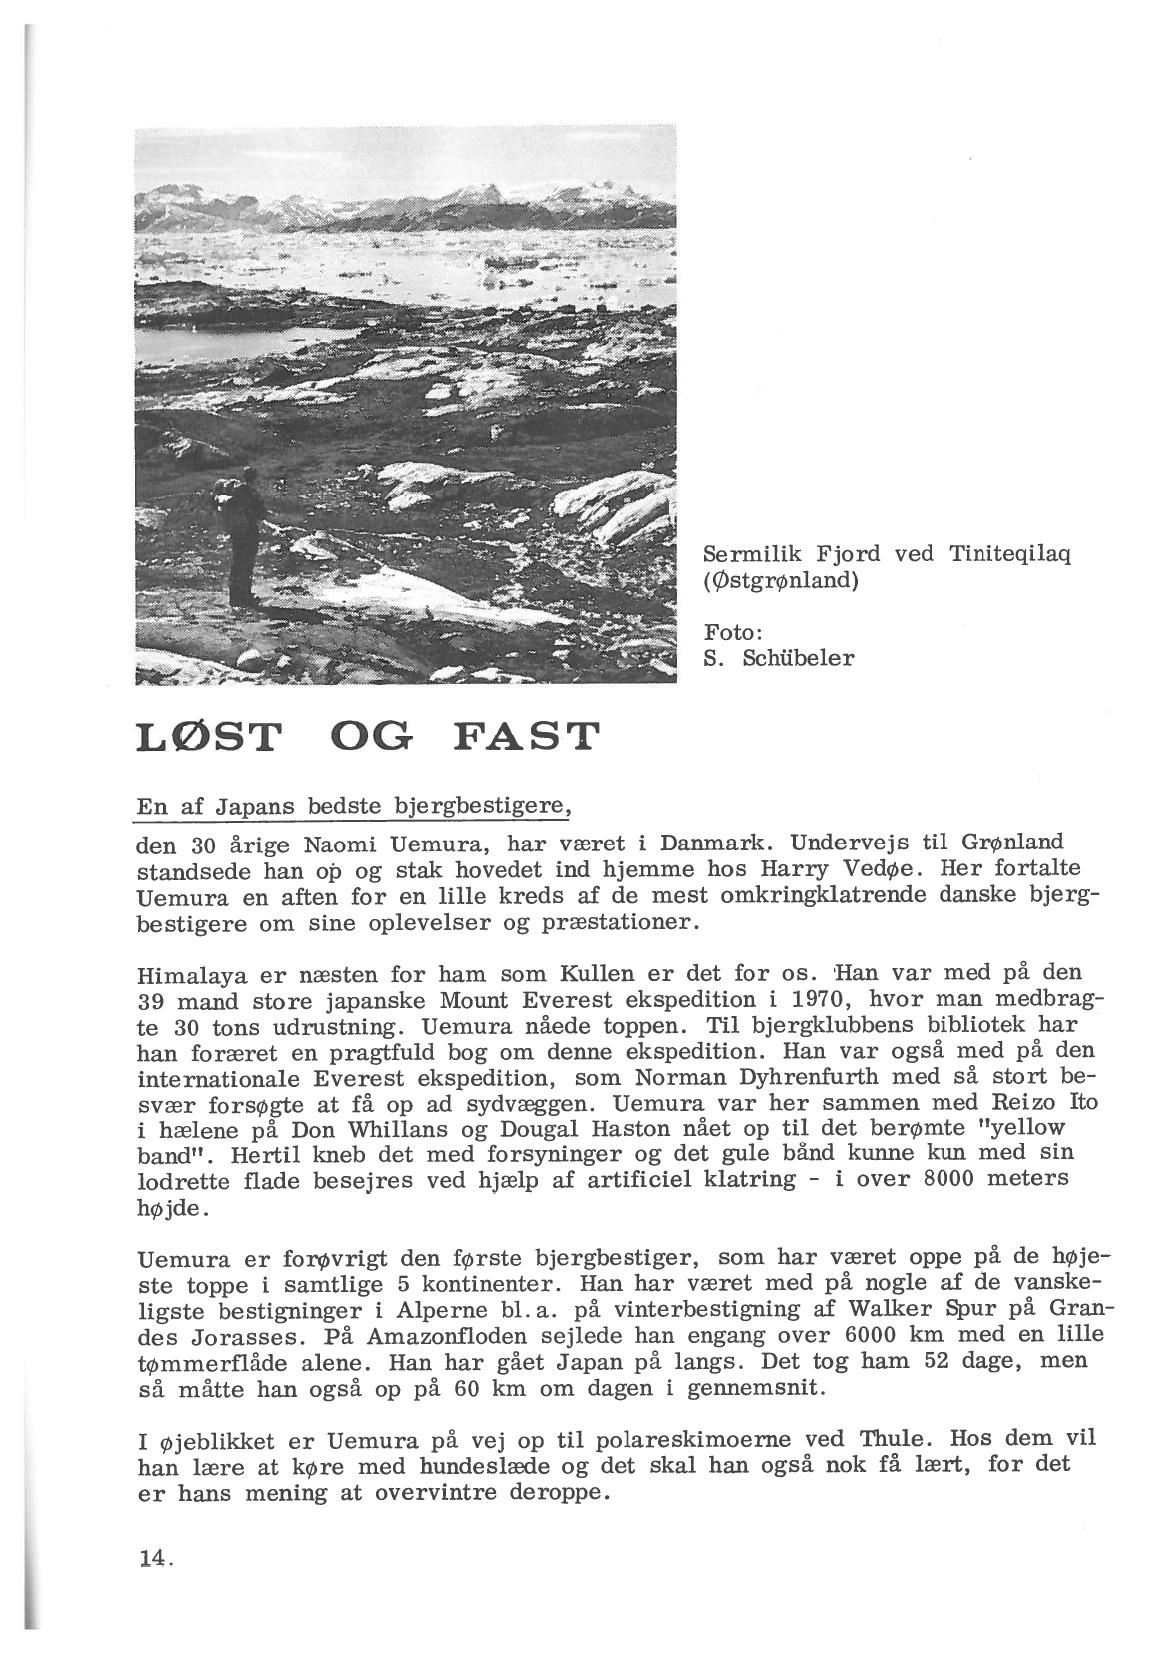 Sermilik Fjord ved Tiniteqilaq
(Østgrønland)
Foto:
S. Schübeler
LØST OG FAST
En af Japans bedste bjergbestigere,
den 30 årige Naomi Uemura, har været i Danmark. Undervejs til Grønland
standsede han op og stak hovedet ind hjemme hos Harry Vedøe. Her fortalte
Uemura en aften for en lille kreds af de mest omkringklatrende danske bjerg-
bestigere om sine oplevelser og præstationer.
Himalaya er næsten for ham som Kullen er det for os. Han var med på den
39 mand store japanske Mount Everest ekspedition i 1970, hvor man medbrag-
te 30 tons udrustning. Uemura nåede toppen. Til bjergklubbens bibliotek har
han foræret en pragtfuld bog om denne ekspedition. Han var også med på den
internationale Everest ekspedition, som Norman Dyhrenfurth med så stort be-
svær forsøgte at få op ad sydvæggen. Uemura var her sammen med Reizo Ito
i hælene på Don Whillans og Dougal Haston nået op til det berømte "yellow
band". Hertil kneb det med forsyninger og det gule bånd kunne kun med sin
lodrette flade besejres ved hjælp af artificiel klatring - i over 8000 meters
højde.
Uemura er forøvrigt den første bjergbestiger, som har været oppe på de høje-
ste toppe i samtlige 5 kontinenter. Han har været med på nogle af de vanske-
ligste bestigninger i Alperne bl.a. på vinterbestigning af Walker Spur på Gran-
des Jorasses. På Amazonfloden sejlede han engang over 6000 km med en lille
tømmerflåde alene. Han har gået Japan på langs. Det tog ham 52 dage, men
så måtte han også op på 60 km om dagen i gennemsnit.
I øjeblikket er Uemura på vej op til polareskimoerne ved Thule. Hos dem vil
han lære at køre med hundeslæde og det skal han også nok få lært, for det
er hans mening at overvintre deroppe.
14.